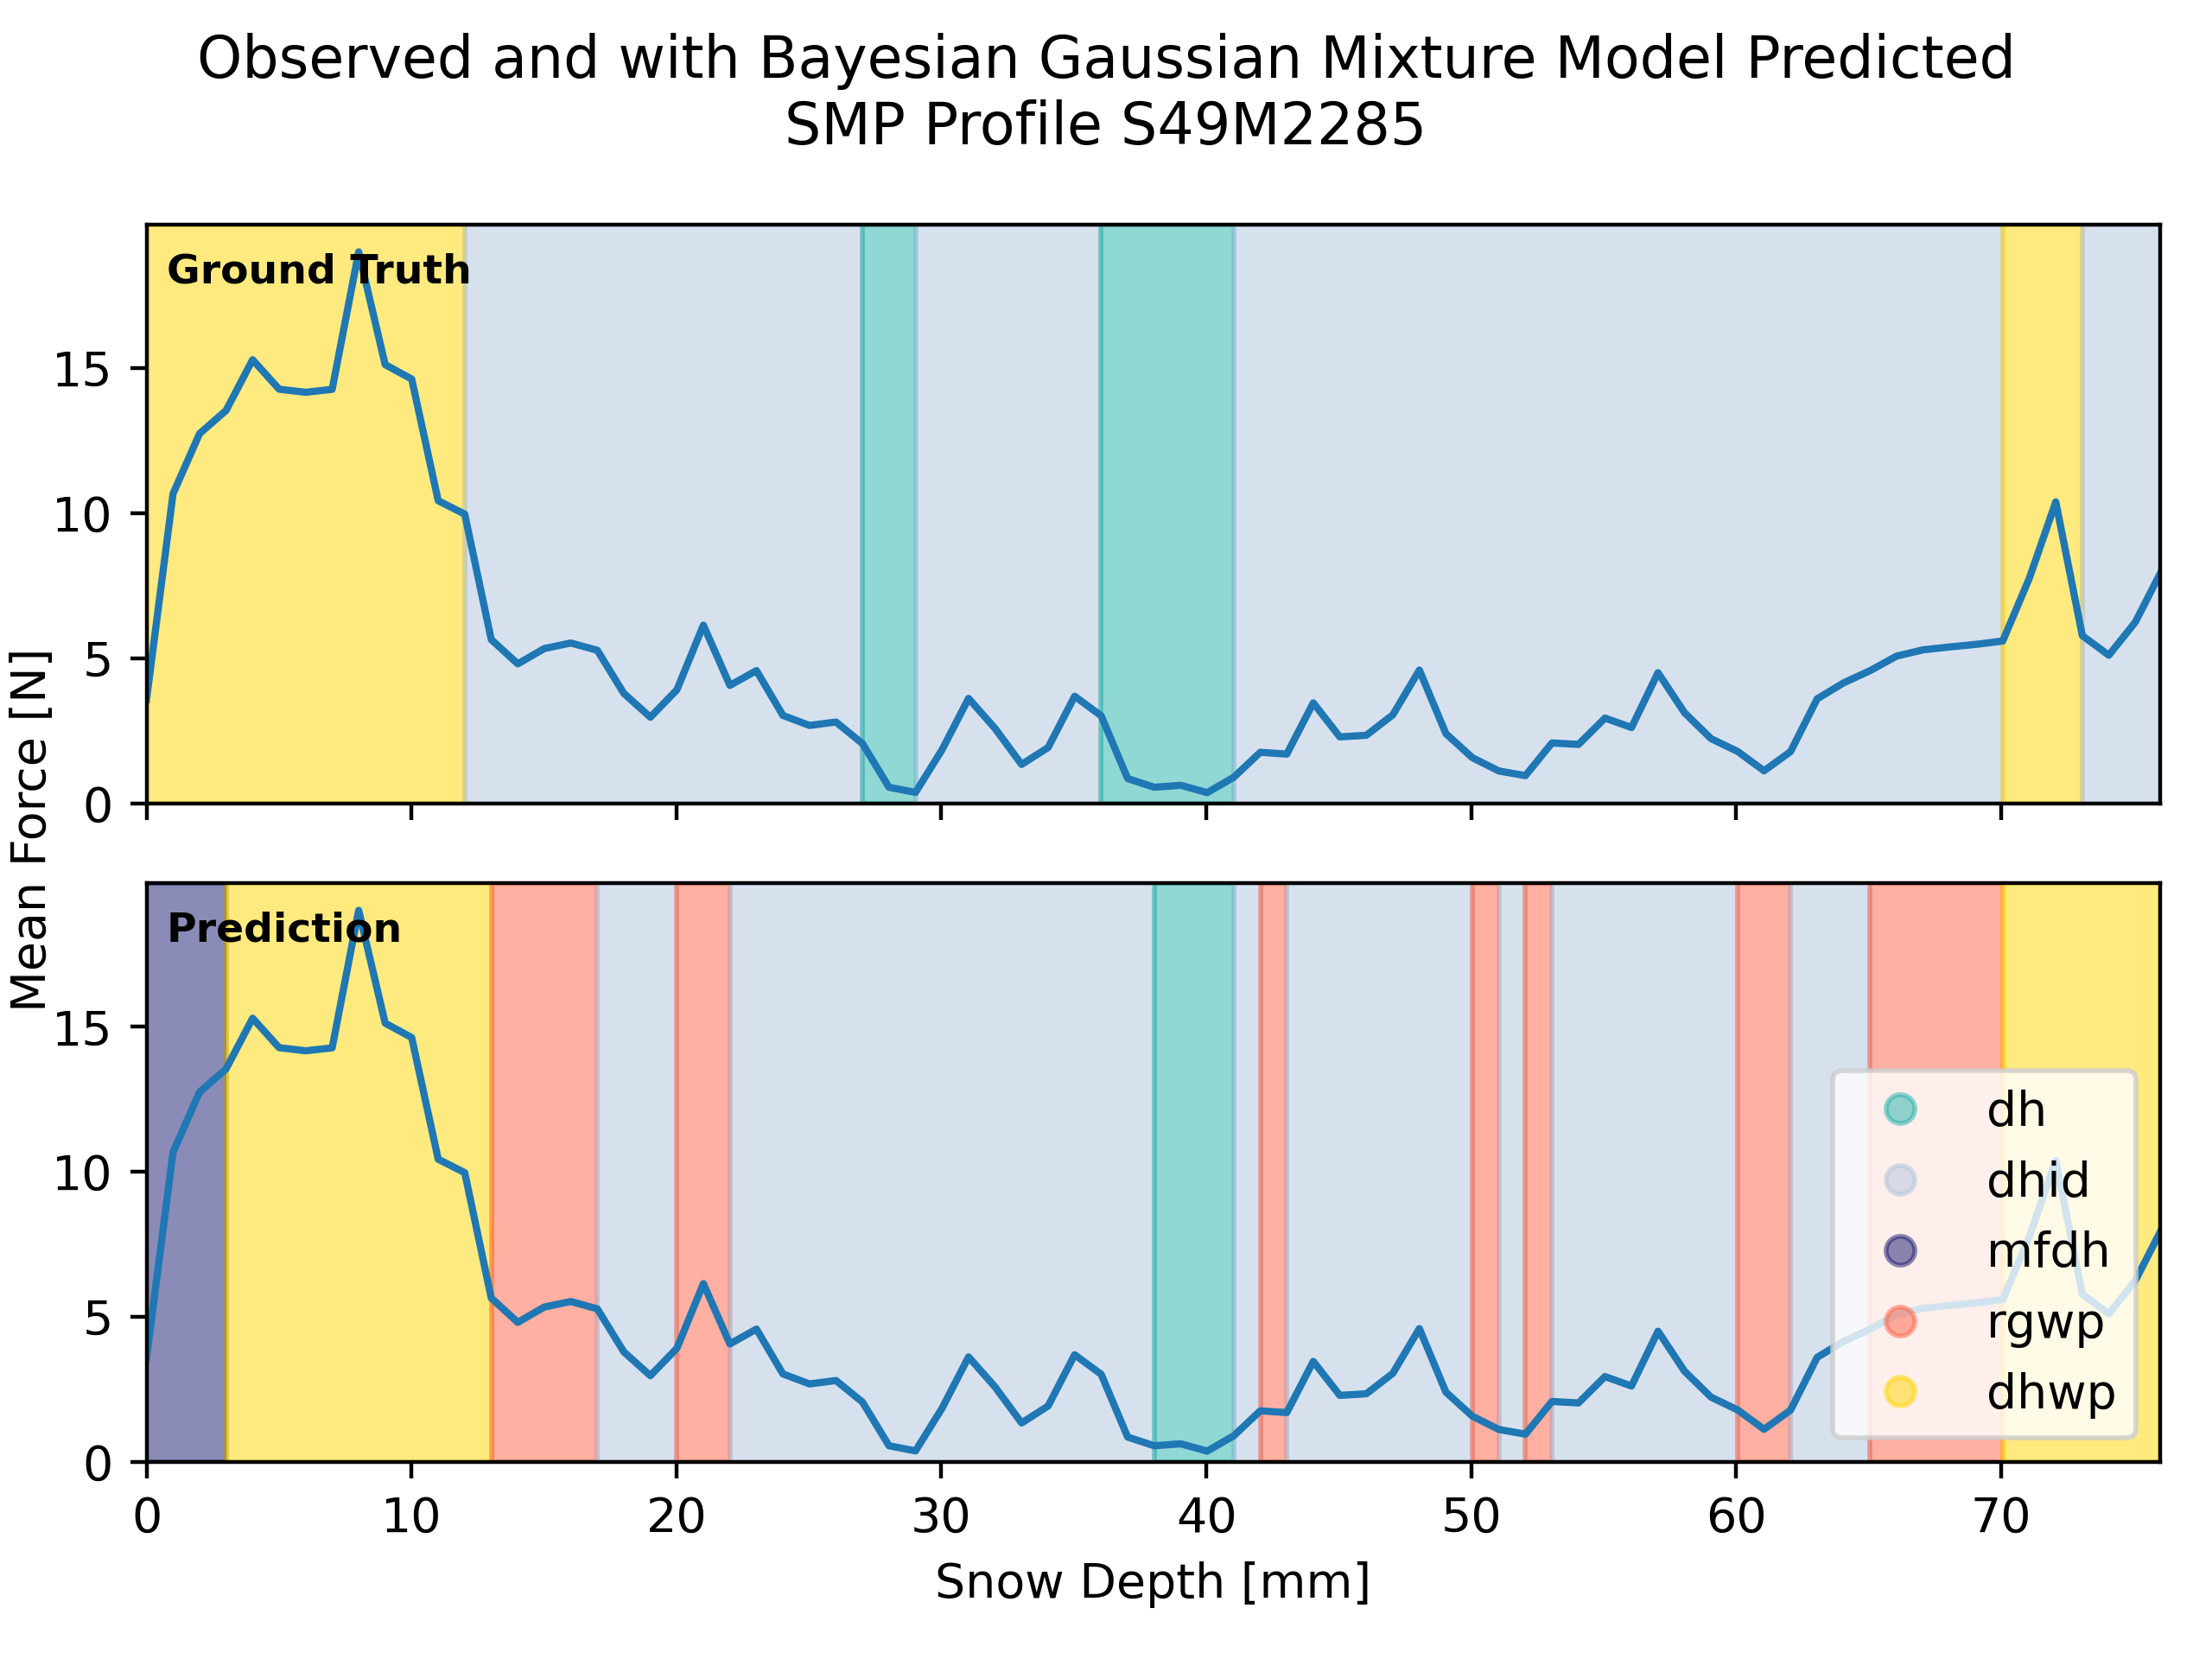 Observed and with Bayesian Gaussian Mixture Model Predicted
SMP Profile S49M2285
Mean Force [N]
Ground Truth
15
10
5
0
Prediction
15
10
5
0
dh
dhid
mfdh
rgwp
dhwp
0 10 20 30 40 50 60 70
Snow Depth [mm]